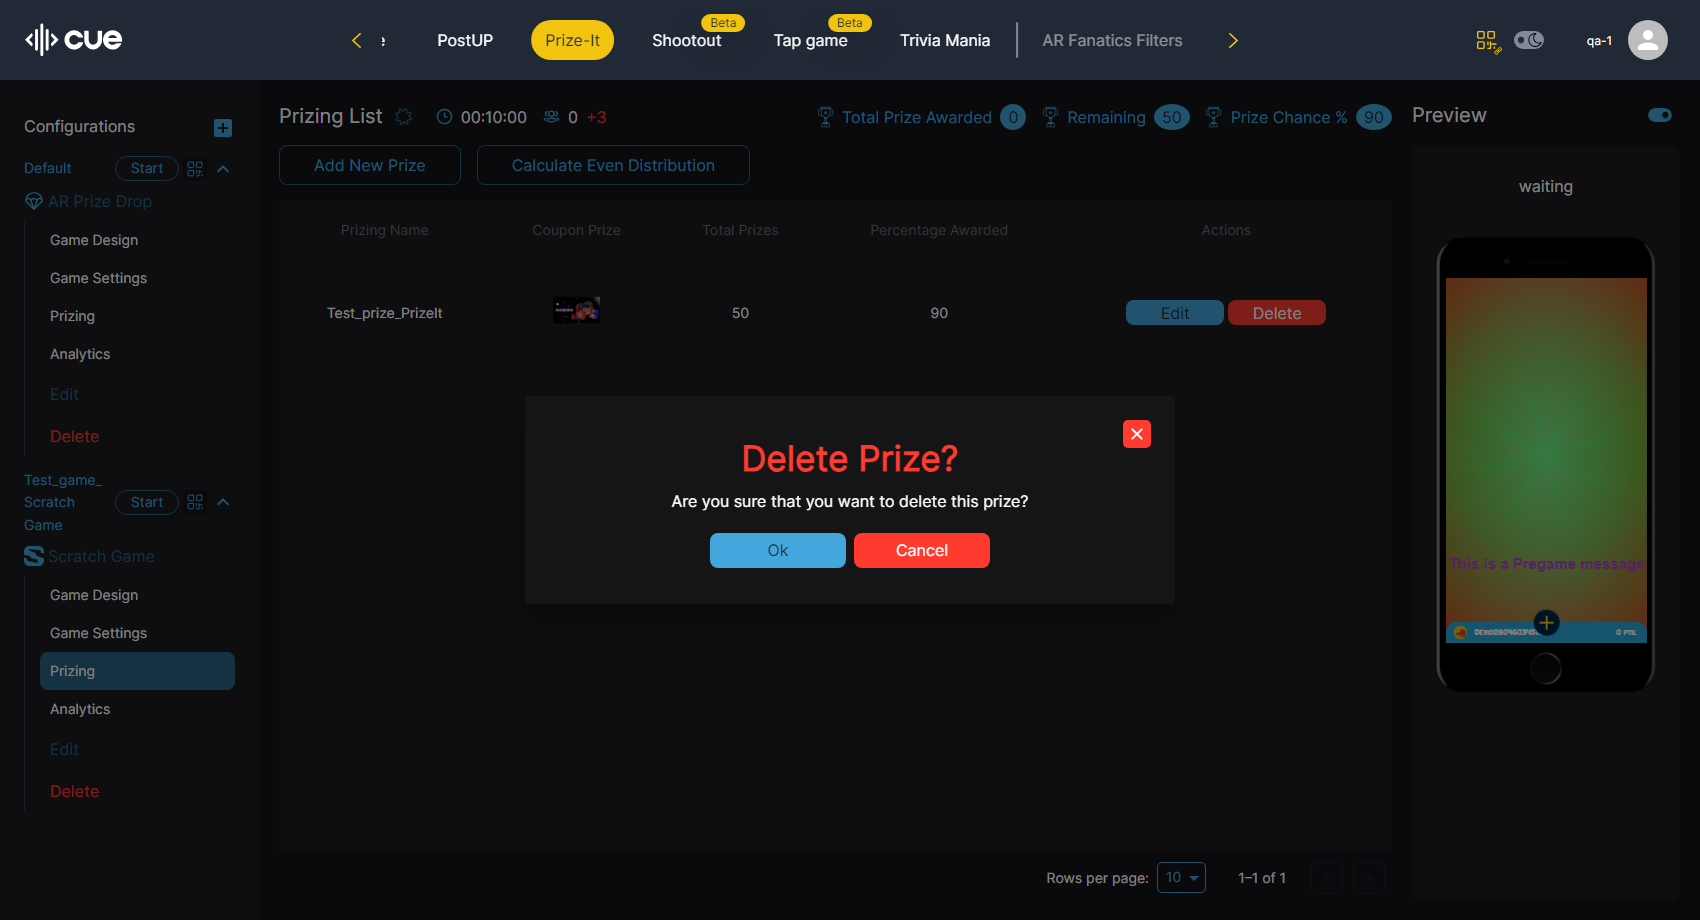 cue
PostUP
Prize-It
Beta
Shootout
Beta
Tap game
Trivia Mania
AR Fanatics Filters
qa-1
Configurations
Default
Start
AR Prize Drop
Game Design
Game Settings
Prizing
Analytics
Edit
Delete
Test_game_
Scratch
Game
Start
Scratch Game
Game Design
Game Settings
Prizing
Analytics
Edit
Delete
Prizing List
00:10:00
0 +3
Total Prize Awarded 0
Remaining 50
Prize Chance % 90
Add New Prize
Calculate Even Distribution
Prizing Name Coupon Prize Total Prizes Percentage Awarded Actions
Test_prize_PrizeIt 50 90 Edit Delete
Delete Prize?
Are you sure that you want to delete this prize?
Ok
Cancel
Rows per page: 10 1–1 of 1
Preview
waiting
This is a Pregame message
0 PTS.